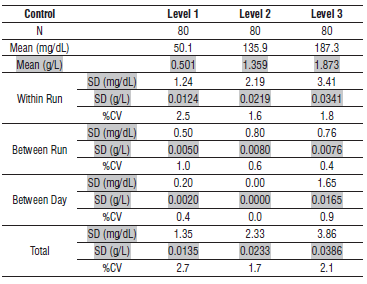 Control Level 1 Level 2 Level 3
N 80 80 80
Mean (mg/dL) 50.1 135.9 187.3
Mean (g/L) 0.501 1.359 1.873
SD (mg/dL) 1.24 2.19 3.41
Within Run SD (g/L) 0.0124 0.0219 0.0341
%CV 2.5 1.6 1.8
SD (mg/dL) 0.50 0.80 0.76
Between Run SD (g/L) 0.0050 0.0080 0.0076
%CV 1.0 0.6 0.4
SD (mg/dL) 0.20 0.00 1.65
Between Day SD (g/L) 0.0020 0.0000 0.0165
%CV 0.4 0.0 0.9
SD (mg/dL) 1.35 2.33 3.86
Total SD (g/L) 0.0135 0.0233 0.0386
%CV 2.7 1.7 2.1